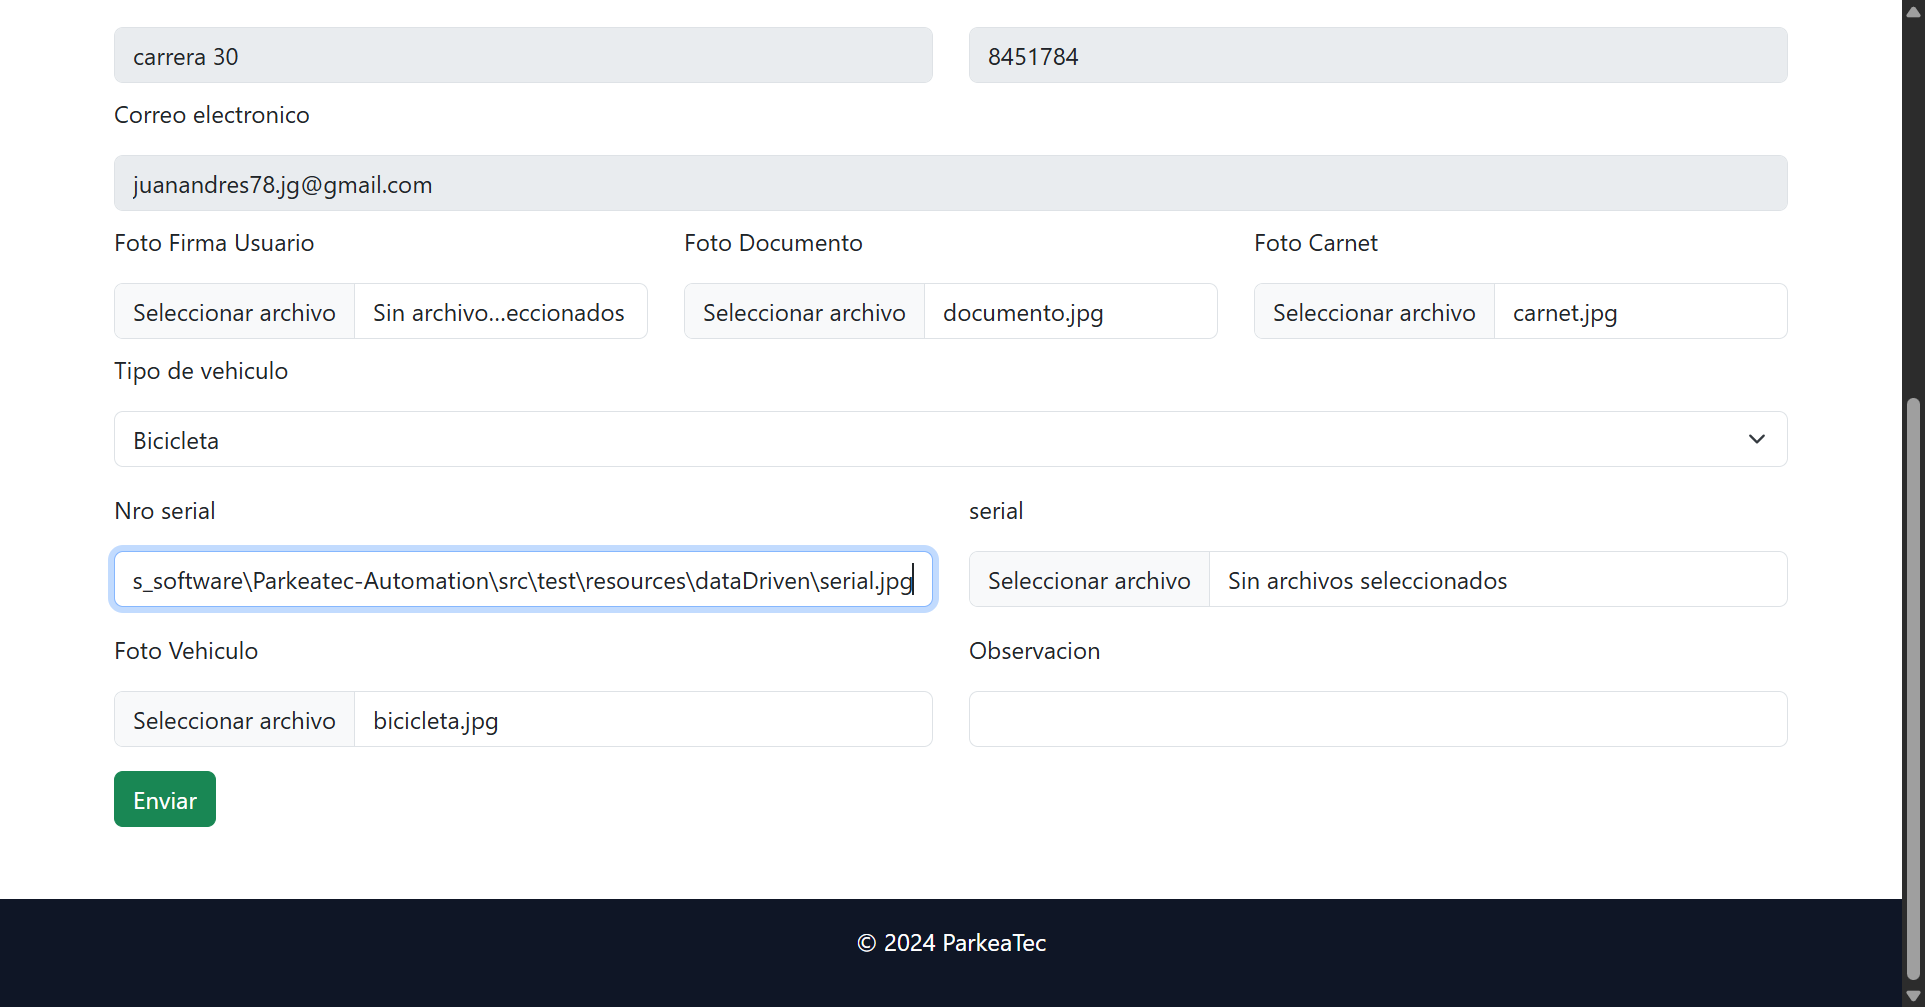 carrera 30
8451784
Correo electronico
juanandres78.jg@gmail.com
Foto Firma Usuario
Foto Documento
Foto Carnet
Seleccionar archivo Sin archivo...eccionados
Seleccionar archivo documento.jpg
Seleccionar archivo carnet.jpg
Tipo de vehiculo
Bicicleta
Nro serial
serial
s_software\Parkeatec-Automation\src\test\resources\dataDriven\serial.jpg
Seleccionar archivo Sin archivos seleccionados
Foto Vehiculo
Observacion
Seleccionar archivo bicicleta.jpg
Enviar
© 2024 ParkeaTec